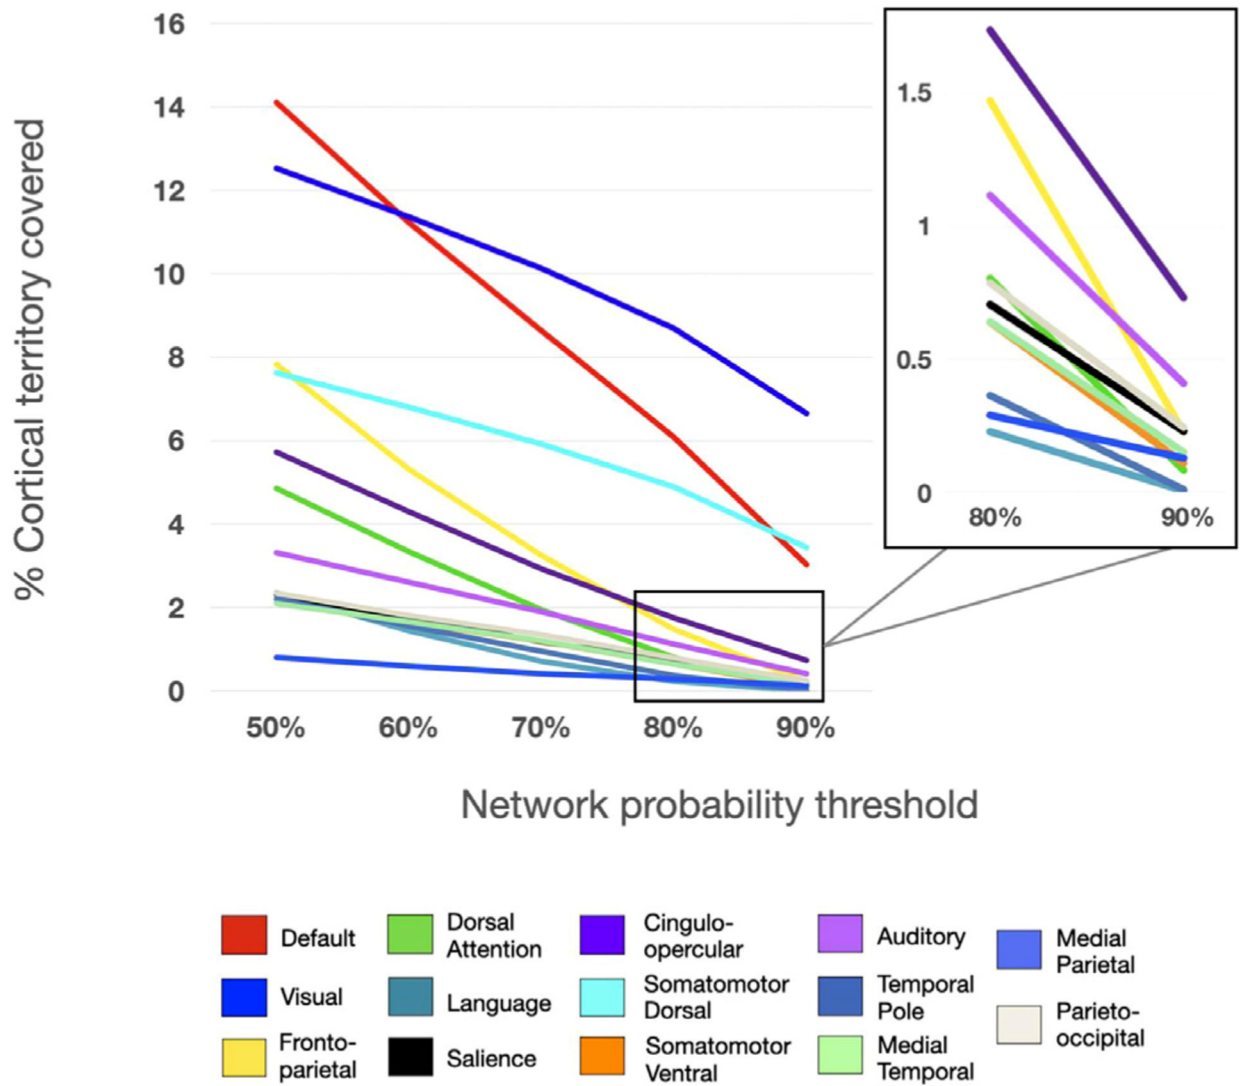 % Cortical territory covered
16
14
12
10
8
6
4
2
0
50% 60% 70% 80% 90%
Network probability threshold
1.5
1
0.5
0
80% 90%
Default
Visual
Fronto-
parietal
Dorsal
Attention
Language
Salience
Cingulo-
opercular
Somatomotor
Dorsal
Somatomotor
Ventral
Auditory
Temporal
Pole
Medial
Temporal
Medial
Parietal
Parieto-
occipital